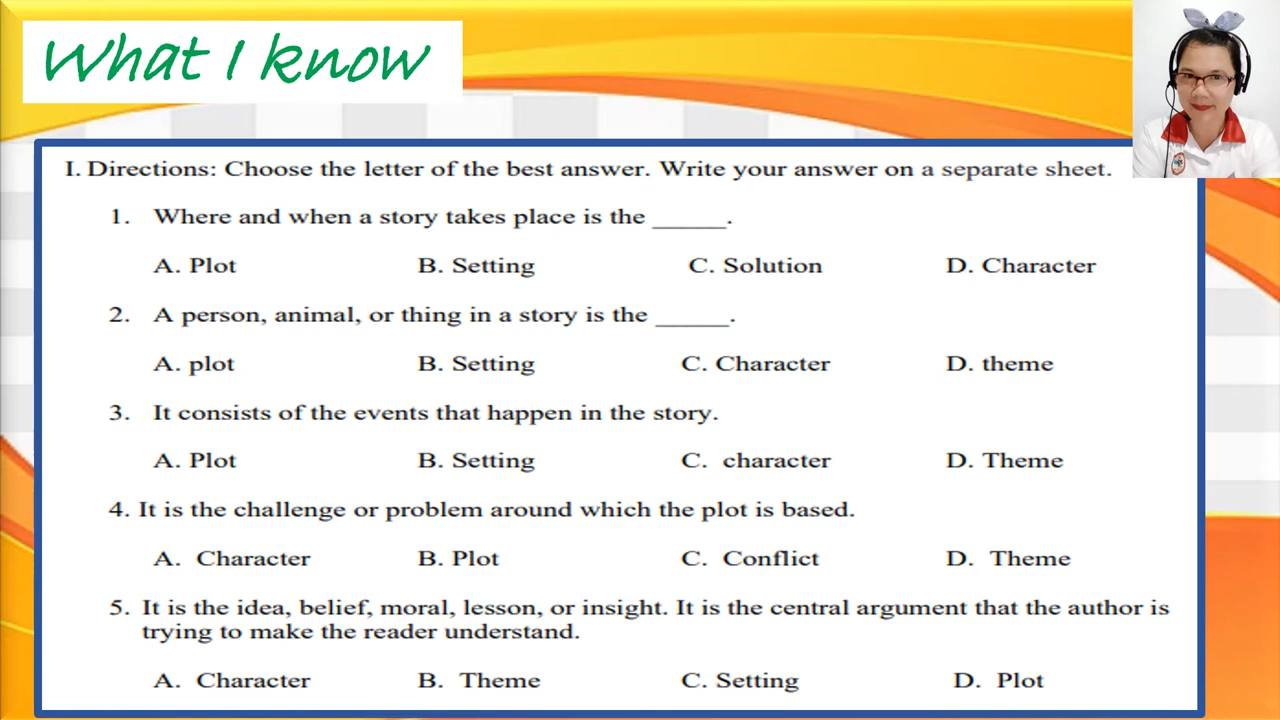 What I know
I. Directions: Choose the letter of the best answer. Write your answer on a separate sheet.
1. Where and when a story takes place is the ______.
A. Plot B. Setting C. Solution D. Character
2. A person, animal, or thing in a story is the ______.
A. plot B. Setting C. Character D. theme
3. It consists of the events that happen in the story.
A. Plot B. Setting C. character D. Theme
4. It is the challenge or problem around which the plot is based.
A. Character B. Plot C. Conflict D. Theme
5. It is the idea, belief, moral, lesson, or insight. It is the central argument that the author is
trying to make the reader understand.
A. Character B. Theme C. Setting D. Plot